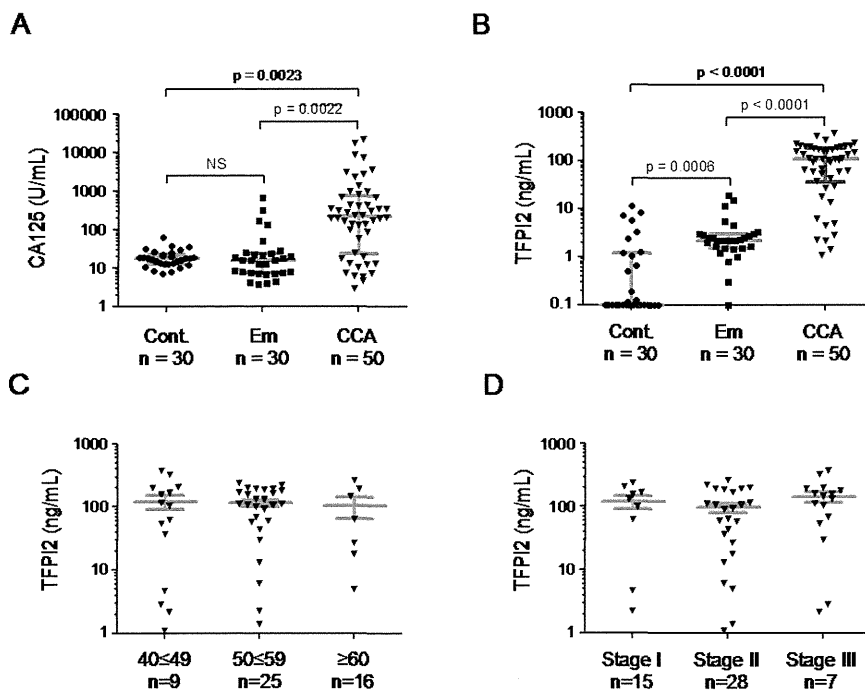 A
p = 0.0023
p = 0.0022
NS
CA125 (U/mL)
100000
10000
1000
100
10
1
Cont. Em CCA
n = 30 n = 30 n = 50
B
p < 0.0001
p < 0.0001
p = 0.0006
TFPI2 (ng/mL)
1000
100
10
1
0.1
Cont. Em CCA
n = 30 n = 30 n = 50
C
TFPI2 (ng/mL)
1000
100
10
1
40≤49 50≤59 ≥60
n=9 n=25 n=16
D
TFPI2 (ng/mL)
1000
100
10
1
Stage I Stage II Stage III
n=15 n=28 n=7